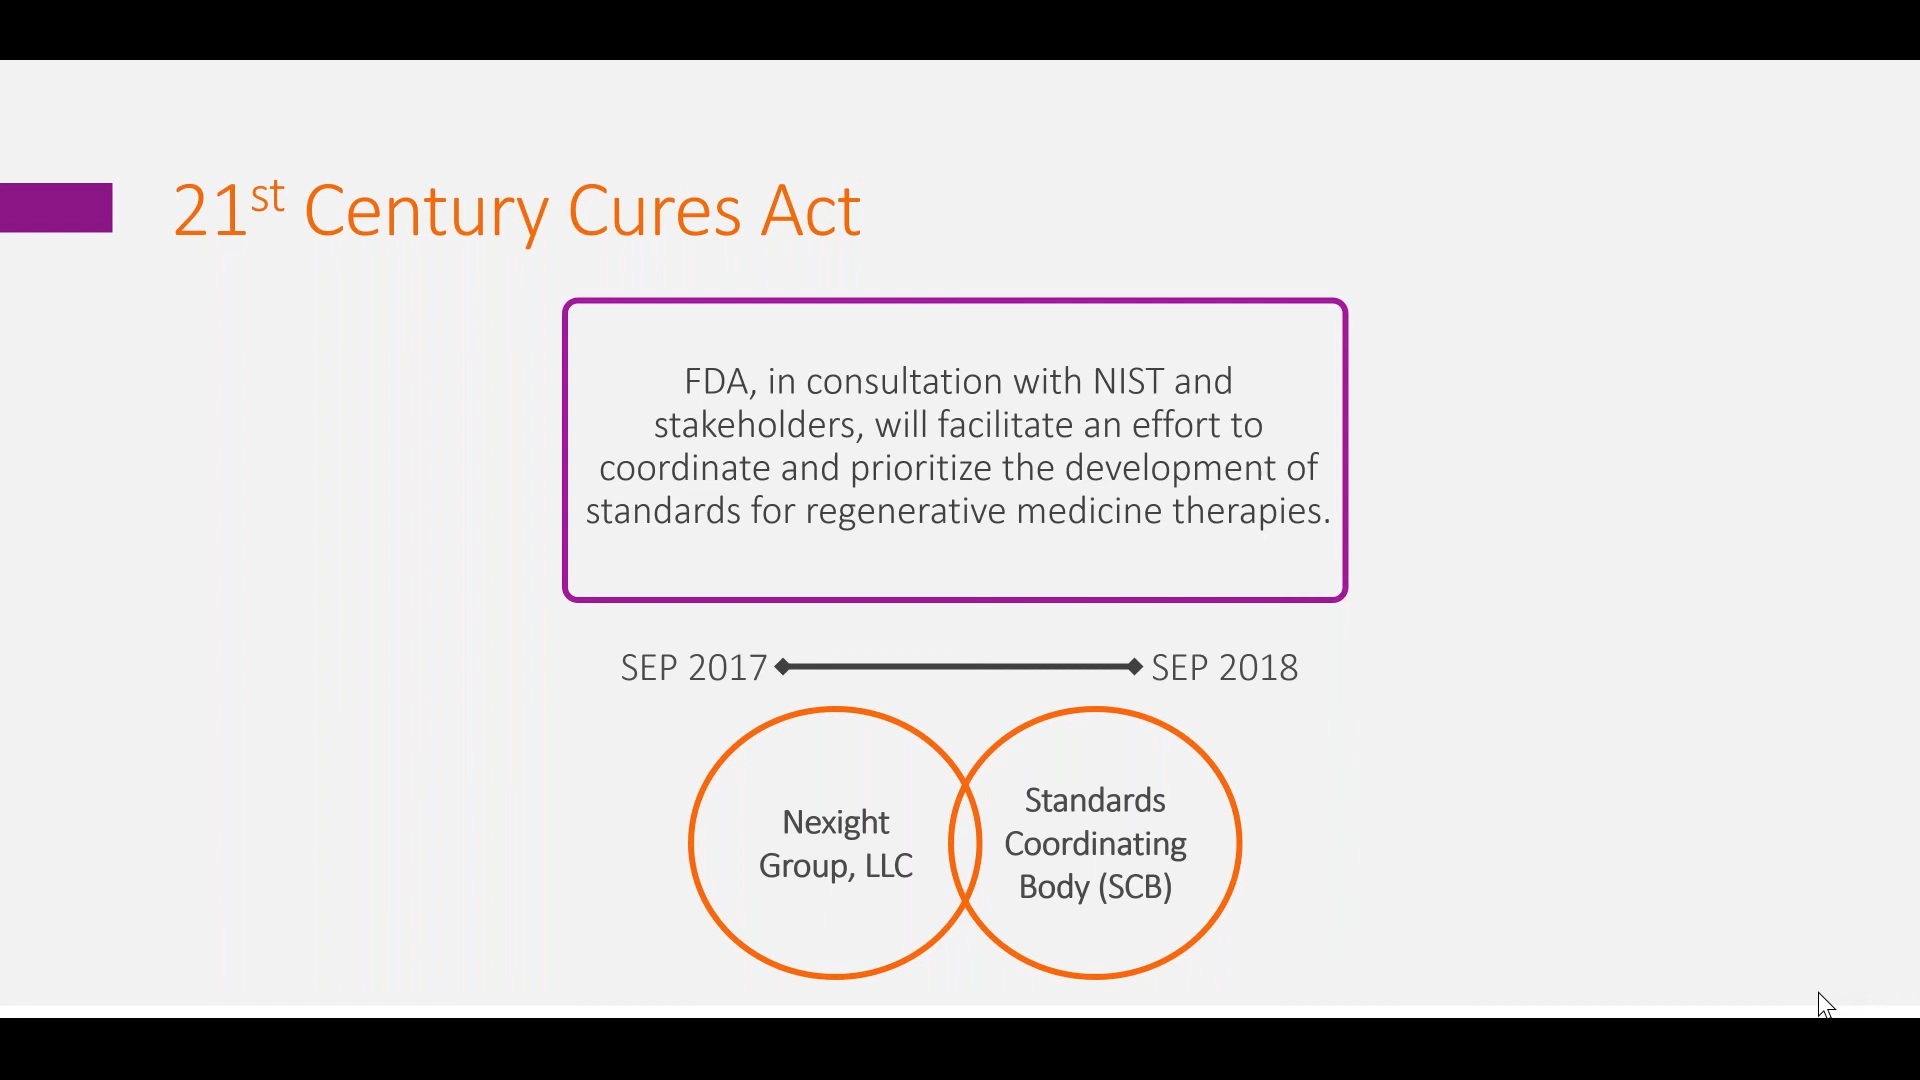 21st Century Cures Act
FDA, in consultation with NIST and
stakeholders, will facilitate an effort to
coordinate and prioritize the development of
standards for regenerative medicine therapies.
SEP 2017
SEP 2018
Nexight
Group, LLC
Standards
Coordinating
Body (SCB)